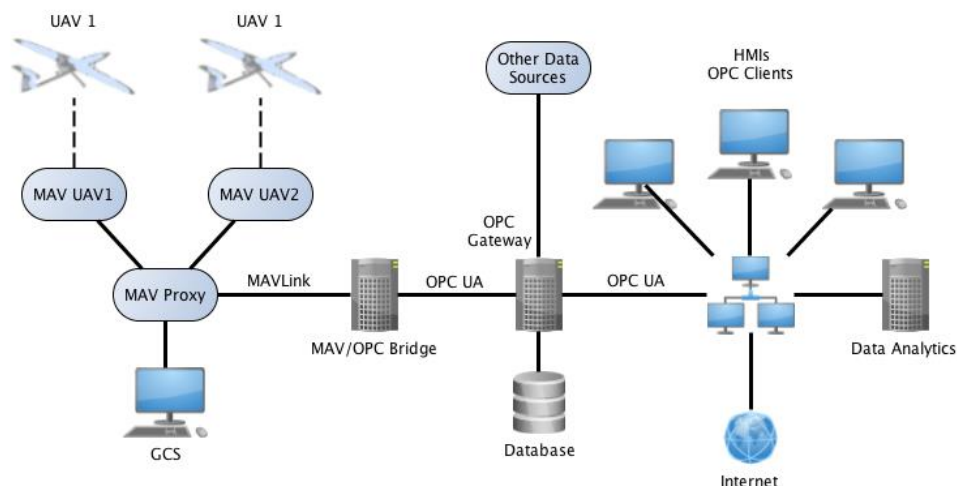 UAV 1
UAV 1
Other Data
Sources
HMIs
OPC Clients
MAV UAV1
MAV UAV2
OPC
Gateway
MAV Proxy
MAVLink
OPC UA
OPC UA
MAV/OPC Bridge
Data Analytics
GCS
Database
Internet